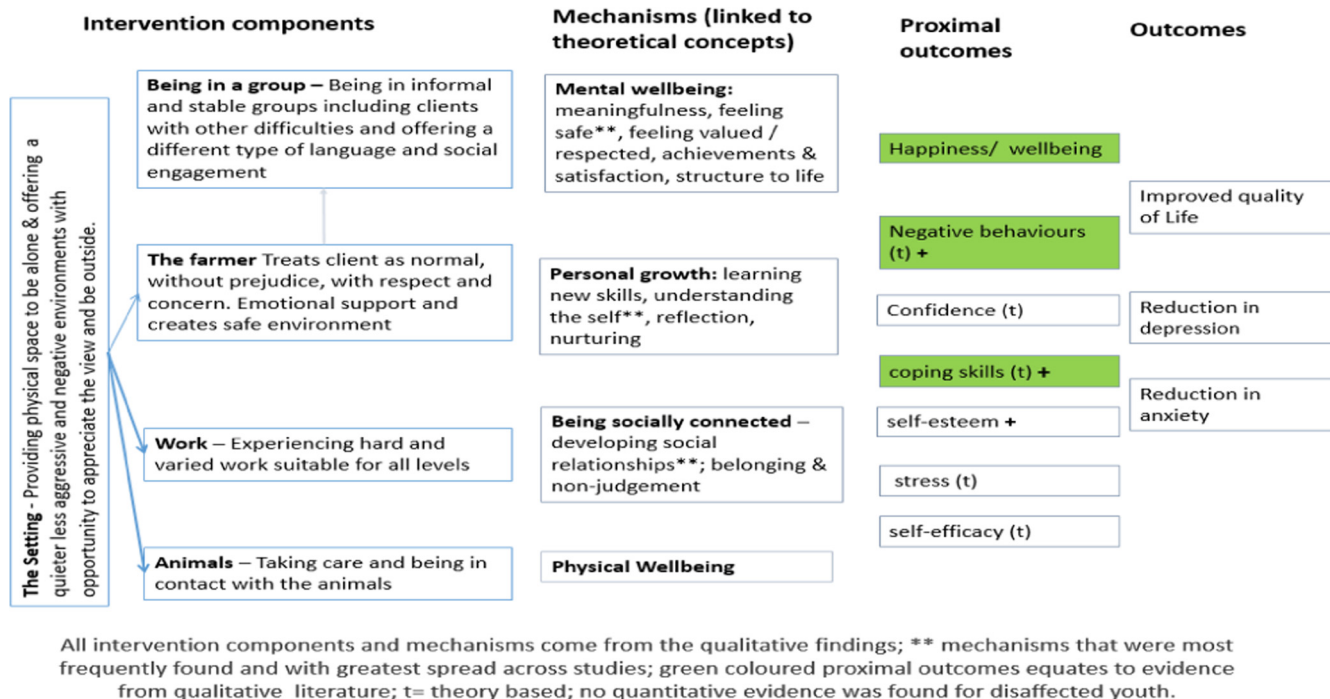 Intervention components
Mechanisms (linked to
theoretical concepts)
Proximal
outcomes
Outcomes
The Setting - Providing physical space to be alone & offering a
quieter less aggressive and negative environments with
opportunity to appreciate the view and be outside.
Being in a group – Being in informal
and stable groups including clients
with other difficulties and offering a
different type of language and social
engagement
The farmer Treats client as normal,
without prejudice, with respect and
concern. Emotional support and
creates safe environment
Work – Experiencing hard and
varied work suitable for all levels
Animals – Taking care and being in
contact with the animals
Mental wellbeing:
meaningfulness, feeling
safe**, feeling valued /
respected, achievements &
satisfaction, structure to life
Personal growth: learning
new skills, understanding
the self**, reflection,
nurturing
Being socially connected –
developing social
relationships**; belonging &
non-judgement
Physical Wellbeing
Happiness/ wellbeing
Negative behaviours
(t) +
Confidence (t)
coping skills (t) +
self-esteem +
stress (t)
self-efficacy (t)
Improved quality
of Life
Reduction in
depression
Reduction in
anxiety
All intervention components and mechanisms come from the qualitative findings; ** mechanisms that were most
frequently found and with greatest spread across studies; green coloured proximal outcomes equates to evidence
from qualitative literature; t= theory based; no quantitative evidence was found for disaffected youth.